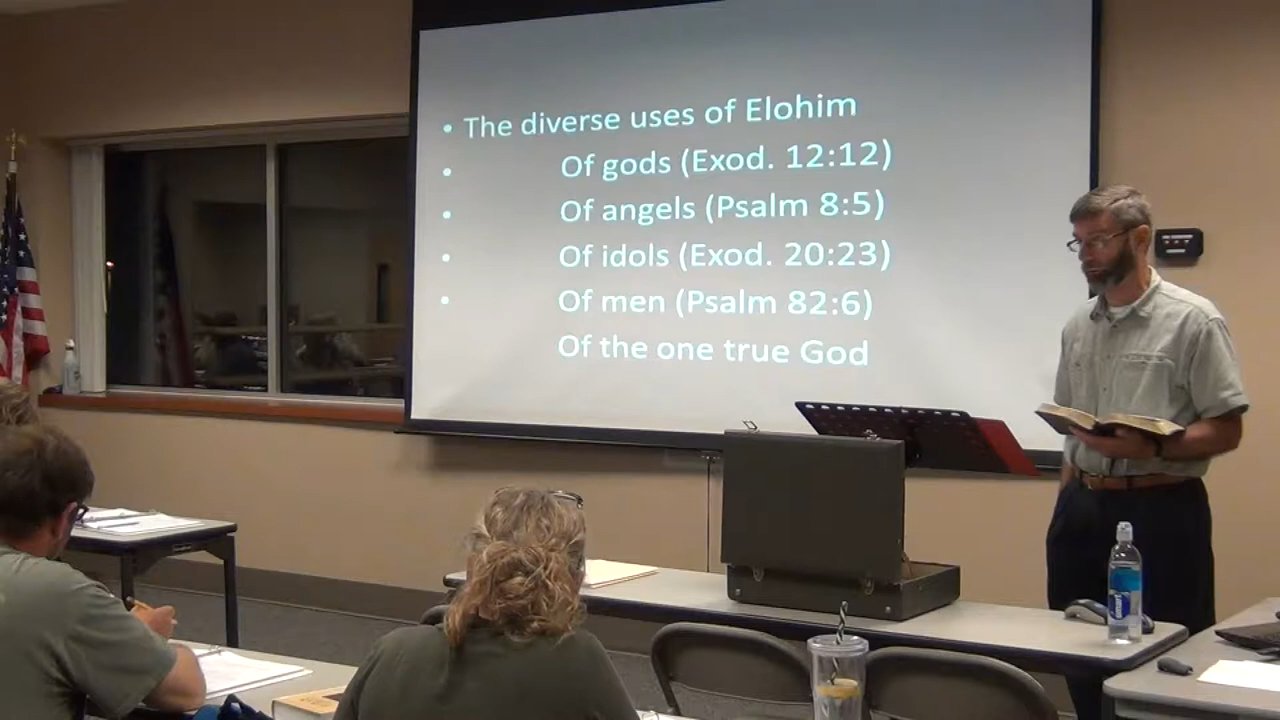 • The diverse uses of Elohim
• Of gods (Exod. 12:12)
• Of angels (Psalm 8:5)
• Of idols (Exod. 20:23)
• Of men (Psalm 82:6)
Of the one true God
smart